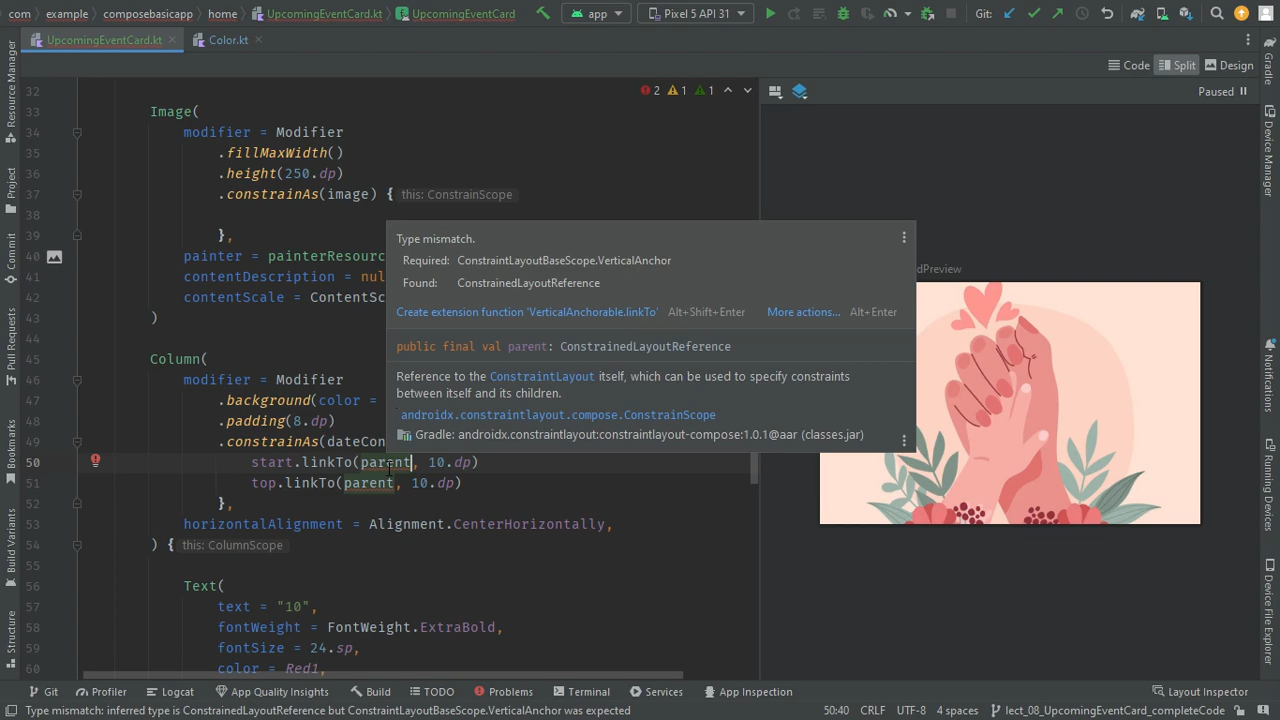 com example composebasicapp home UpcomingEventCard.kt UpcomingEventCard app Pixel 5 API 31 Git:
UpcomingEventCard.kt Color.kt
Code Split Design
2 1 1 Paused
32
33 Image(
34 modifier = Modifier
35 .fillMaxWidth()
36 .height(250.dp)
37 .constrainAs(image) { this: ConstrainScope
38
39 },
40 painter = painterResourc
41 contentDescription = nul
42 contentScale = ContentSc
43 )
44
45 Column(
46 modifier = Modifier
47 .background(color =
48 .padding(8.dp)
49 .constrainAs(dateCon
50 start.linkTo(parent, 10.dp)
51 top.linkTo(parent, 10.dp)
52 },
53 horizontalAlignment = Alignment.CenterHorizontally,
54 ) { this: ColumnScope
55
56 Text(
57 text = "10",
58 fontWeight = FontWeight.ExtraBold,
59 fontSize = 24.sp,
60 color = Red1,
Type mismatch.
Required: ConstraintLayoutBaseScope.VerticalAnchor
Found: ConstrainedLayoutReference
Create extension function 'VerticalAnchorable.linkTo' Alt+Shift+Enter More actions... Alt+Enter
public final val parent: ConstrainedLayoutReference
Reference to the ConstraintLayout itself, which can be used to specify constraints
between itself and its children.
androidx.constraintlayout.compose.ConstrainScope
Gradle: androidx.constraintlayout:constraintlayout-compose:1.0.1@aar (classes.jar)
dPreview
Resource Manager
Project
Commit
Pull Requests
Bookmarks
Build Variants
Structure
Gradle
Device Manager
Notifications
Running Devices
Device File Explorer
Git Profiler Logcat App Quality Insights Build TODO Problems Terminal Services App Inspection Layout Inspector
Type mismatch: inferred type is ConstrainedLayoutReference but ConstraintLayoutBaseScope.VerticalAnchor was expected 50:40 CRLF UTF-8 4 spaces lect_08_UpcomingEventCard_completeCode